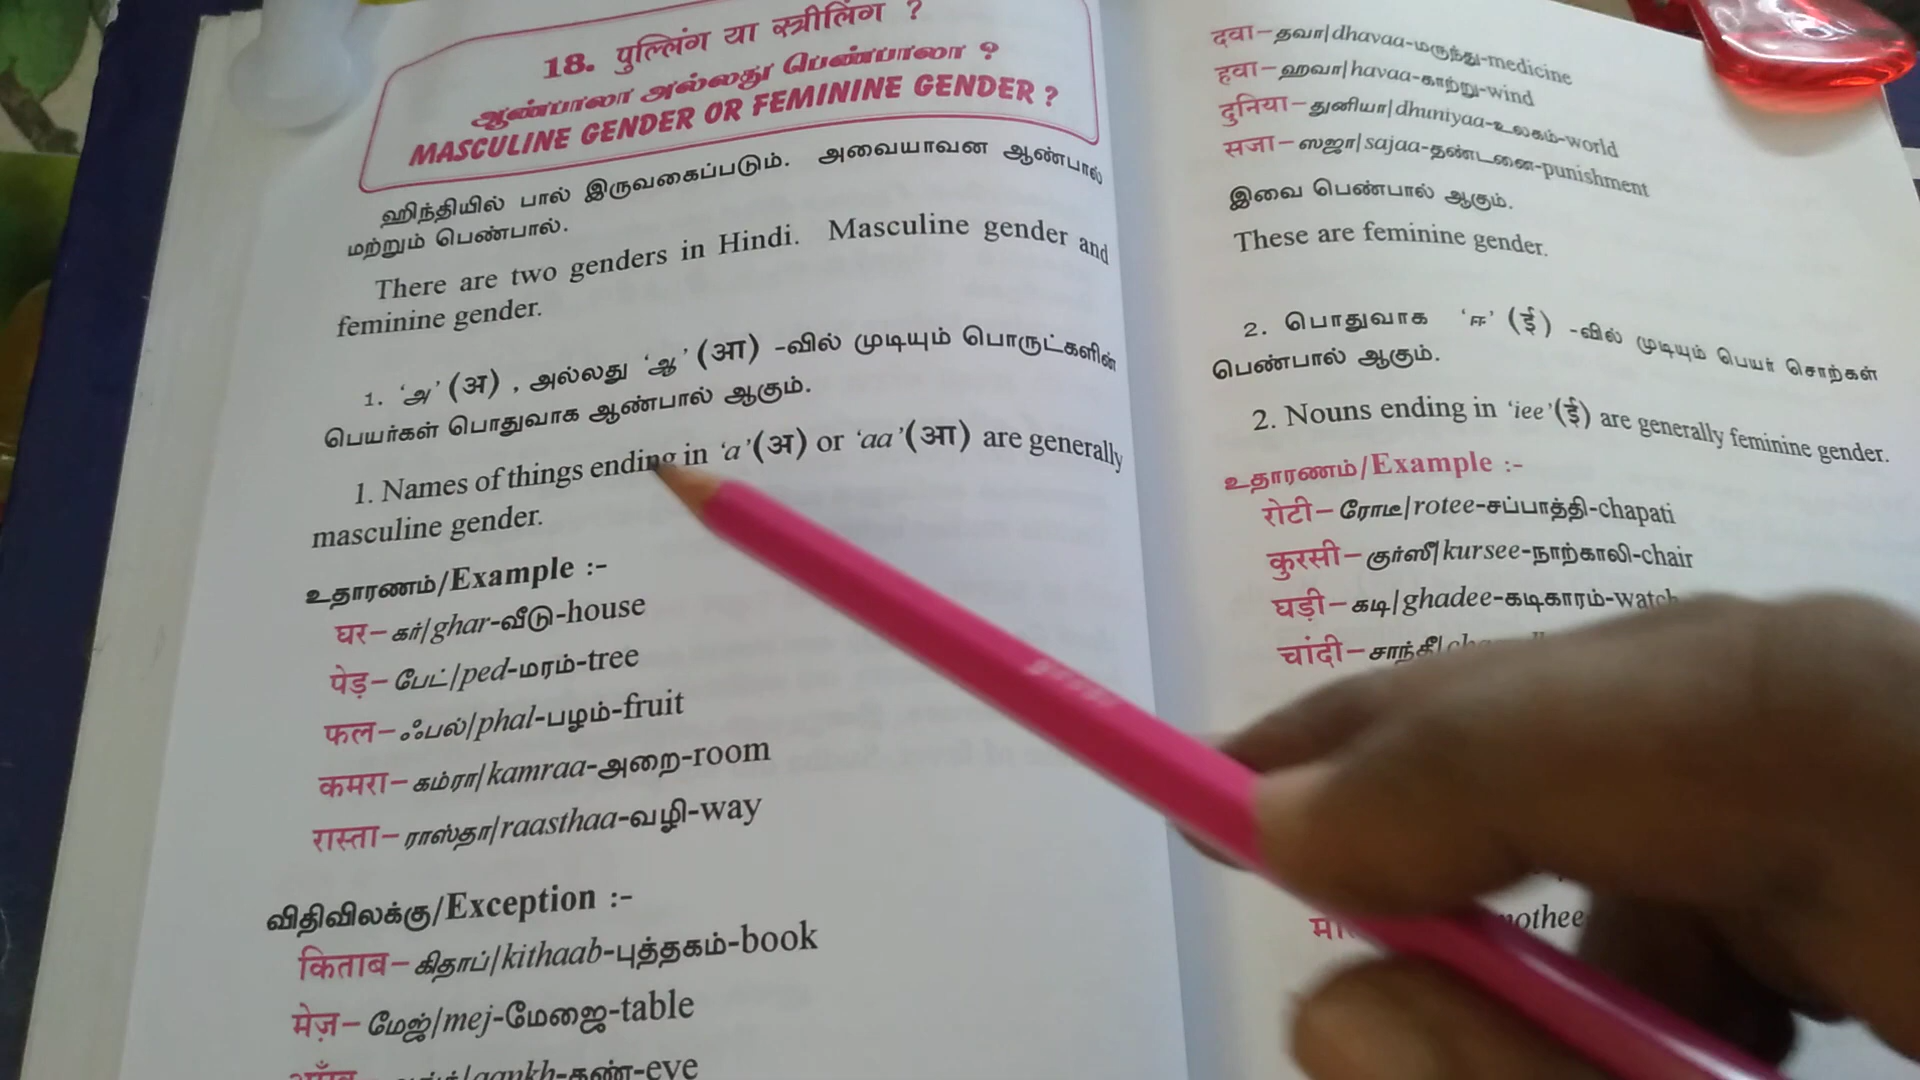 18. पुल्लिंग या स्त्रीलिंग ?
ஆண்பாலா அல்லது பெண்பாலா ?
MASCULINE GENDER OR FEMININE GENDER ?
ஹிந்தியில் பால் இருவகைப்படும். அவையாவன ஆண்பால்
மற்றும் பெண்பால்.
There are two genders in Hindi. Masculine gender and
feminine gender.
1. 'அ' (अ) , அல்லது 'ஆ' (आ) -வில் முடியும் பொருட்களின்
பெயர்கள் பொதுவாக ஆண்பால் ஆகும்.
1. Names of things ending in 'a' (अ) or 'aa' (आ) are generally
masculine gender.
உதாரணம்/Example :-
घर – கர்/ghar-வீடு-house
पेड़ – பேட்/ped-மரம்-tree
फल – ஃபல்/phal-பழம்-fruit
कमरा – கம்ரா/kamraa-அறை-room
रास्ता – ராஸ்தா/raasthaa-வழி-way
விதிவிலக்கு/Exception :-
किताब – கிதாப்/kithaab-புத்தகம்-book
मेज़ – மேஜ்/mej-மேஜை-table
aankh-கண்-eye
दवा – தவா/dhavaa-மருந்து-medicine
हवा – ஹவா/havaa-காற்று-wind
दुनिया – துனியா/dhuniyaa-உலகம்-world
सजा – ஸஜா/sajaa-தண்டனை-punishment
இவை பெண்பால் ஆகும்.
These are feminine gender.
2. பொதுவாக 'ஈ' (ई) -வில் முடியும் பெயர் சொற்கள்
பெண்பால் ஆகும்.
2. Nouns ending in 'iee' (ई) are generally feminine gender.
உதாரணம்/Example :-
रोटी – ரோடீ/rotee-சப்பாத்தி-chapati
कुरसी – குர்ஸீ/kursee-நாற்காலி-chair
घड़ी – கடி/ghadee-கடிகாரம்-watch
चांदी – சாந்தீ/